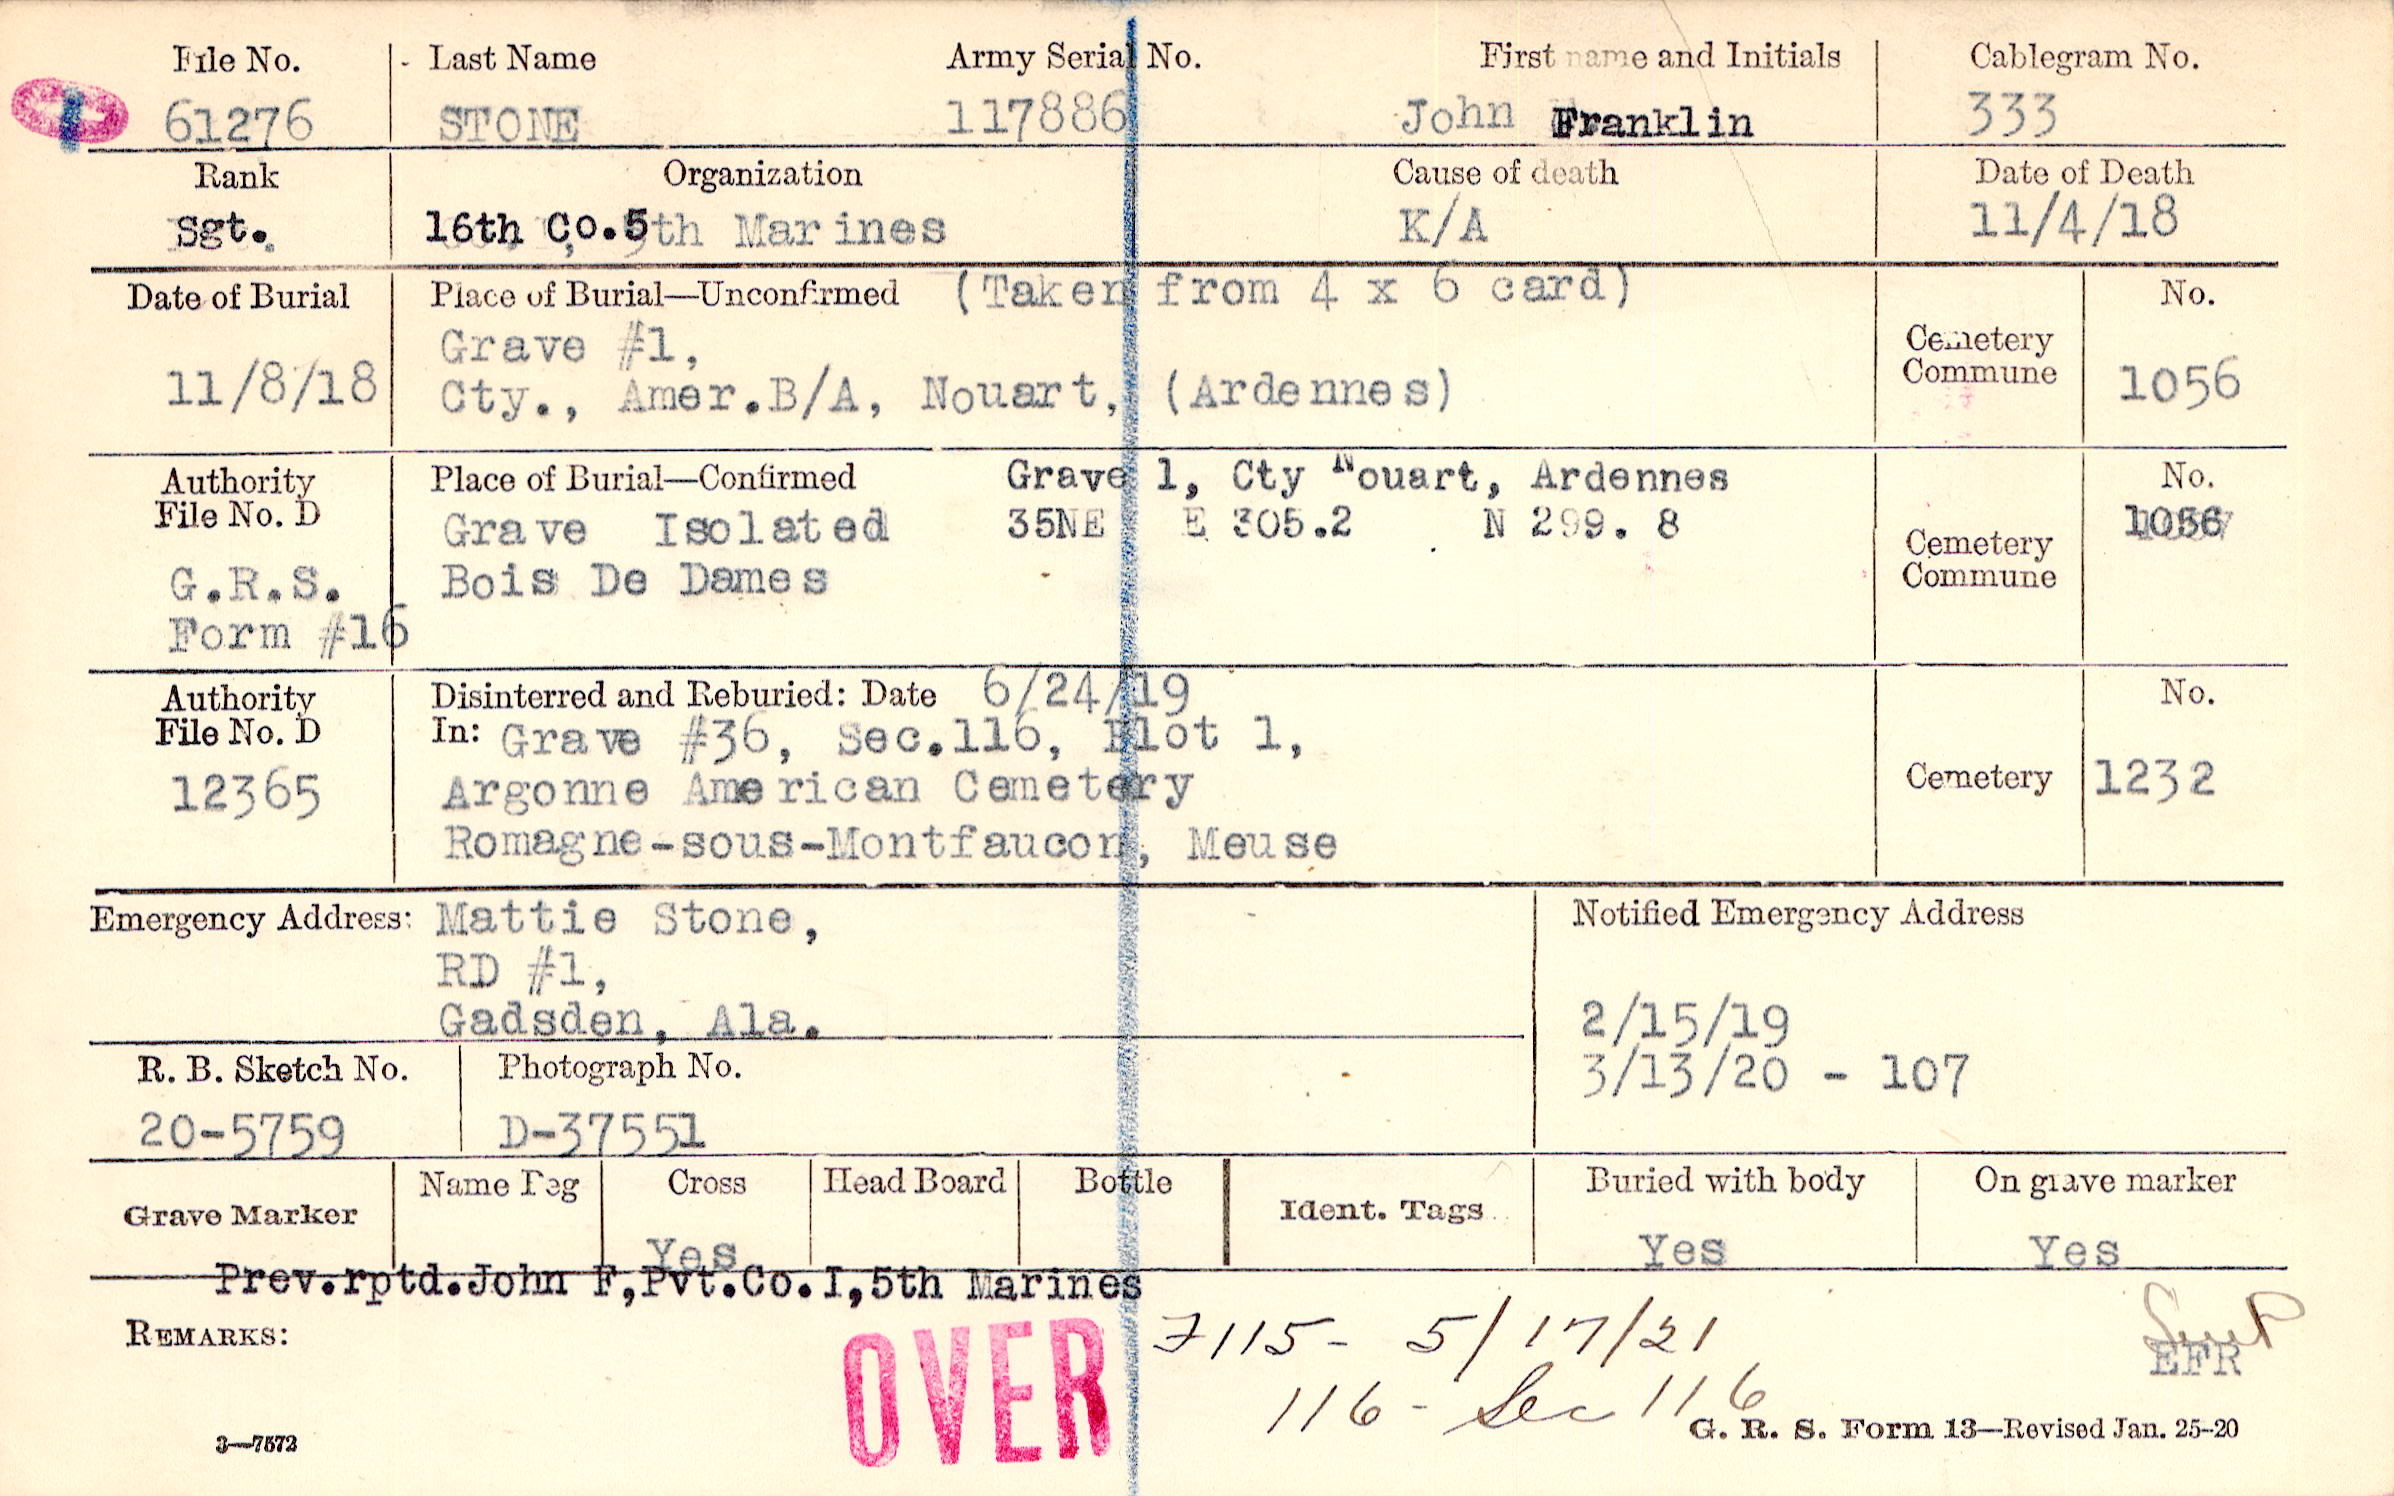 File No. Last Name Army Serial No. First name and Initials Cablegram No.
61276 STONE 117886 John Franklin 333
Rank Organization Cause of death Date of Death
Sgt. 16th Co. 5th Marines K/A 11/4/18
Date of Burial Place of Burial—Unconfirmed (Taken from 4 x 6 card) No.
Grave #1,
11/8/18 Cty., Amer.B/A, Nouart, (Ardennes) Cemetery Commune 1056
Authority File No. D Place of Burial—Confirmed Grave 1, Cty Nouart, Ardennes No.
Grave Isolated 35NE E 305.2 N 299. 8 1056
G.R.S. Bois De Dames Cemetery Commune
Form #16
Authority File No. D Disinterred and Reburied: Date 6/24/19 No.
In: Grave #36, Sec.116, Plot 1,
12365 Argonne American Cemetery Cemetery 1232
Romagne-sous-Montfaucon, Meuse
Emergency Address: Mattie Stone, Notified Emergency Address
RD #1,
Gadsden, Ala. 2/15/19
R. B. Sketch No. Photograph No. 3/13/20 - 107
20-5759 D-37551
Grave Marker Name Peg Cross Head Board Bottle Ident. Tags Buried with body On grave marker
Yes Yes Yes
Prev.rptd.John F,Pvt.Co.I,5th Marines
REMARKS: OVER 7115- 5/17/21
EFR
116 - Sec 116
3—7572 G. R. S. Form 13—Revised Jan. 25-20